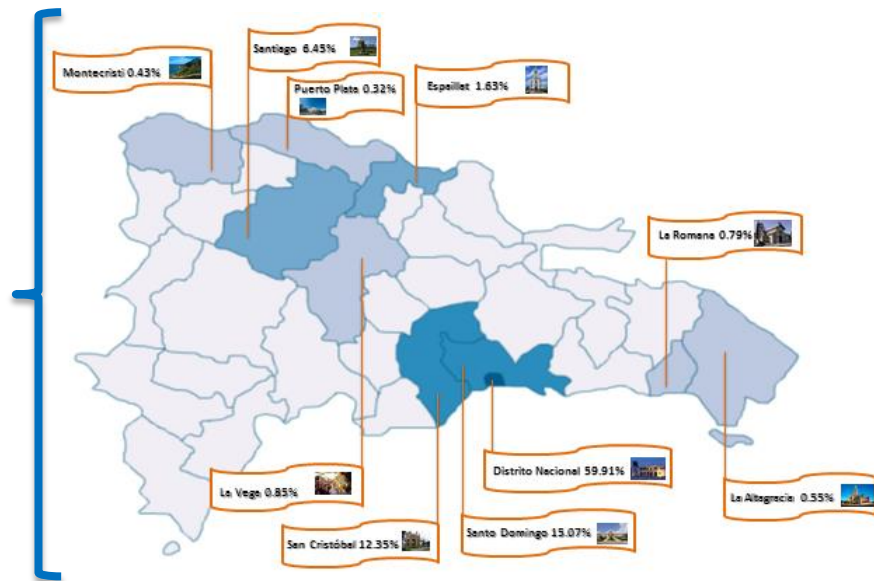 Santiago 6.45%
Montecristi 0.43%
Puerto Plata 0.32%
Espaillat 1.63%
La Romana 0.79%
Distrito Nacional 59.91%
La Vega 0.85%
La Altagracia 0.55%
San Cristóbal 12.35%
Santo Domingo 15.07%